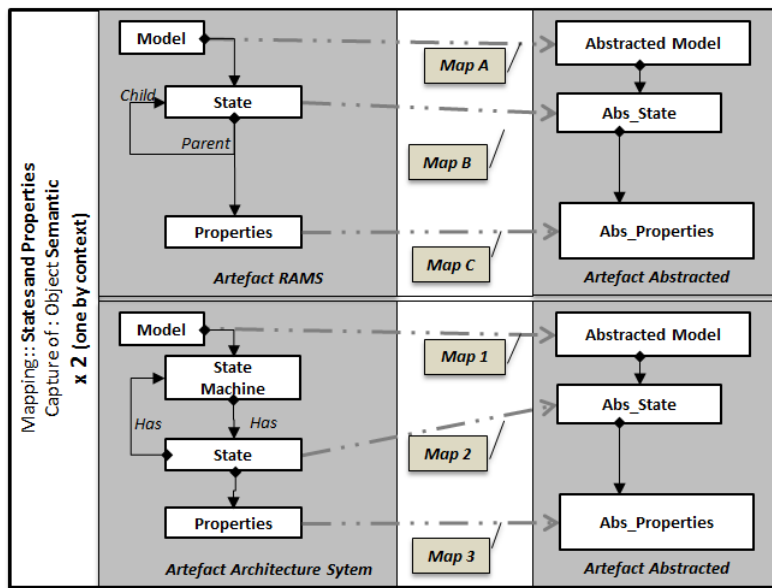 Mapping:: States and Properties
Capture of : Object Semantic
x 2 (one by context)
Model
Child
State
Parent
Properties
Artefact RAMS
Map A
Map B
Map C
Abstracted Model
Abs_State
Abs_Properties
Artefact Abstracted
Model
State
Machine
Has
Has
State
Properties
Artefact Architecture Sytem
Map 1
Map 2
Map 3
Abstracted Model
Abs_State
Abs_Properties
Artefact Abstracted